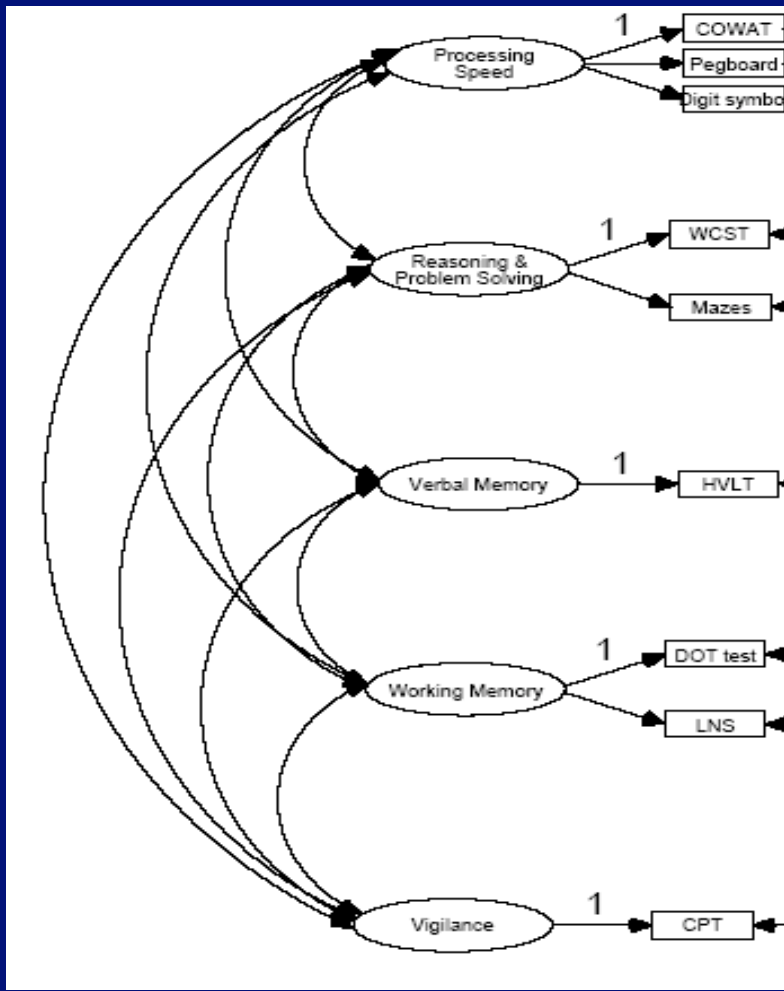 1
COWAT
Processing
Speed
Pegboard
Digit symbo
1
WCST
Reasoning &
Problem Solving
Mazes
1
Verbal Memory
HVLT
1
DOT test
Working Memory
LNS
1
Vigilance
CPT